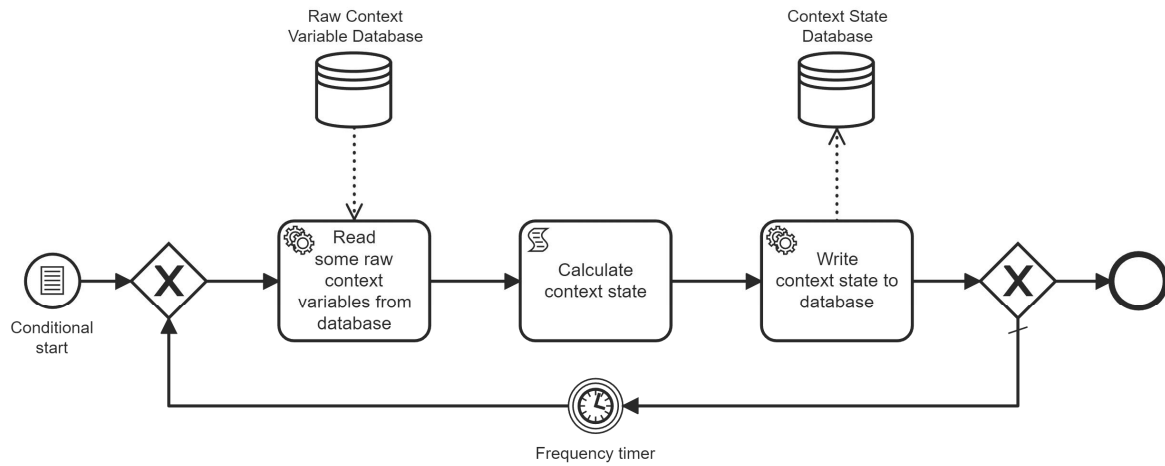 Raw Context
Variable Database
Context State
Database
Read
some raw
context
variables from
database
Calculate
context state
Write
context state to
database
X
X
Conditional
start
Frequency timer